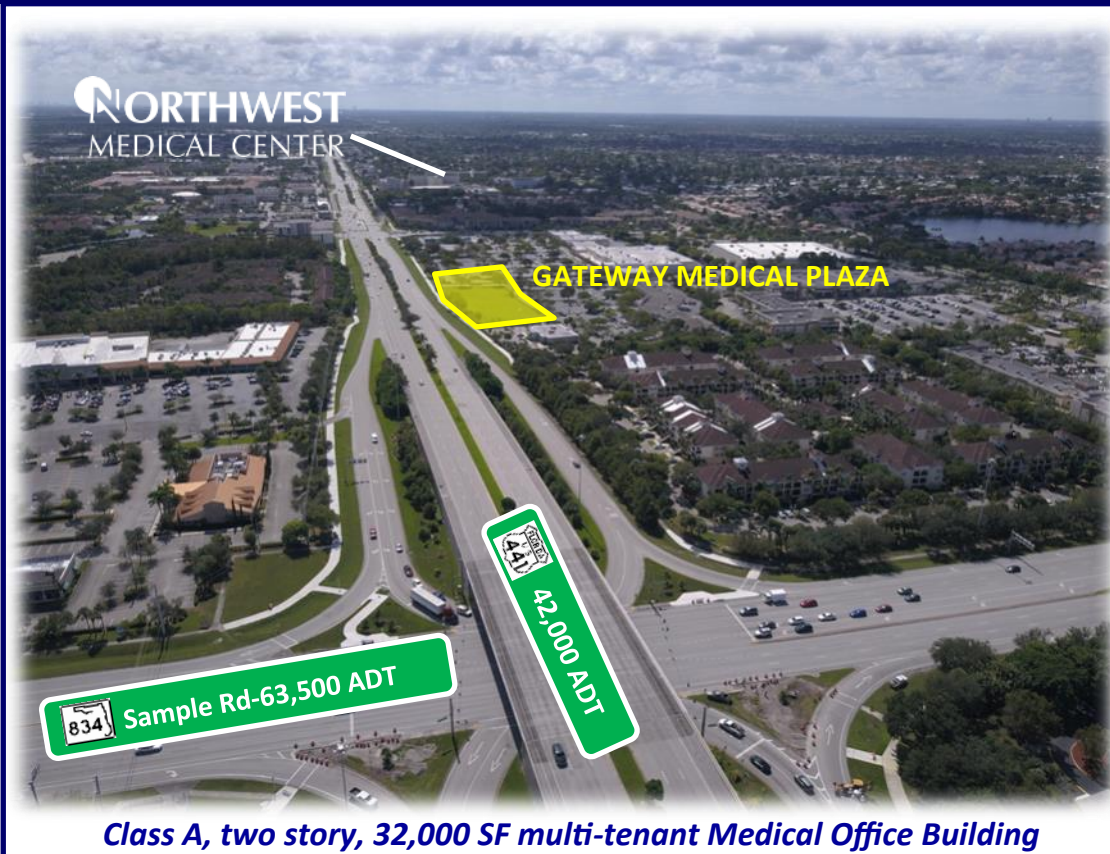 NORTHWEST
MEDICAL CENTER
GATEWAY MEDICAL PLAZA
FLORIDA
U S
441
42,000 ADT
834
Sample Rd-63,500 ADT
Class A, two story, 32,000 SF multi-tenant Medical Office Building